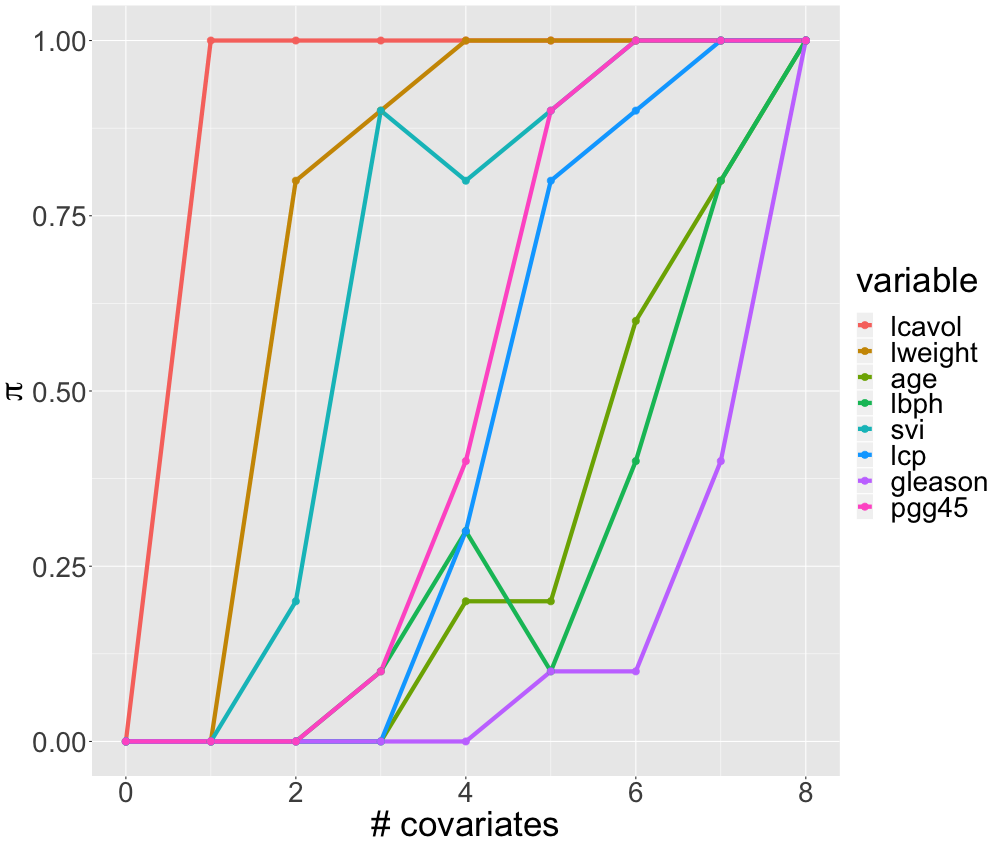 1.00
0.75
0.50
0.25
0.00
π
0 2 4 6 8
# covariates
variable
lcavol
lweight
age
lbph
svi
lcp
gleason
pgg45